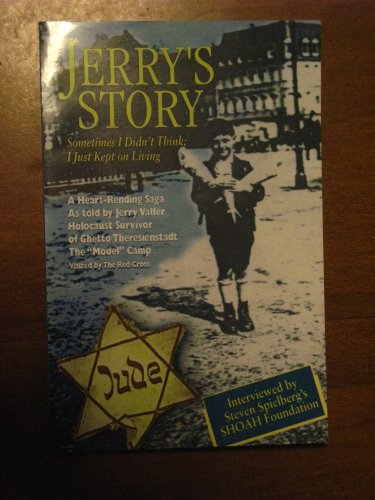 JERRY'S
STORY
Sometimes I Didn't Think;
I Just Kept on Living
A Heart-Rending Saga
As told by Jerry Valfer
Holocaust Survivor
of Ghetto Theresienstadt
The "Model" Camp
Visited by The Red Cross
Jude
Interviewed by
Steven Spielberg's
SHOAH Foundation